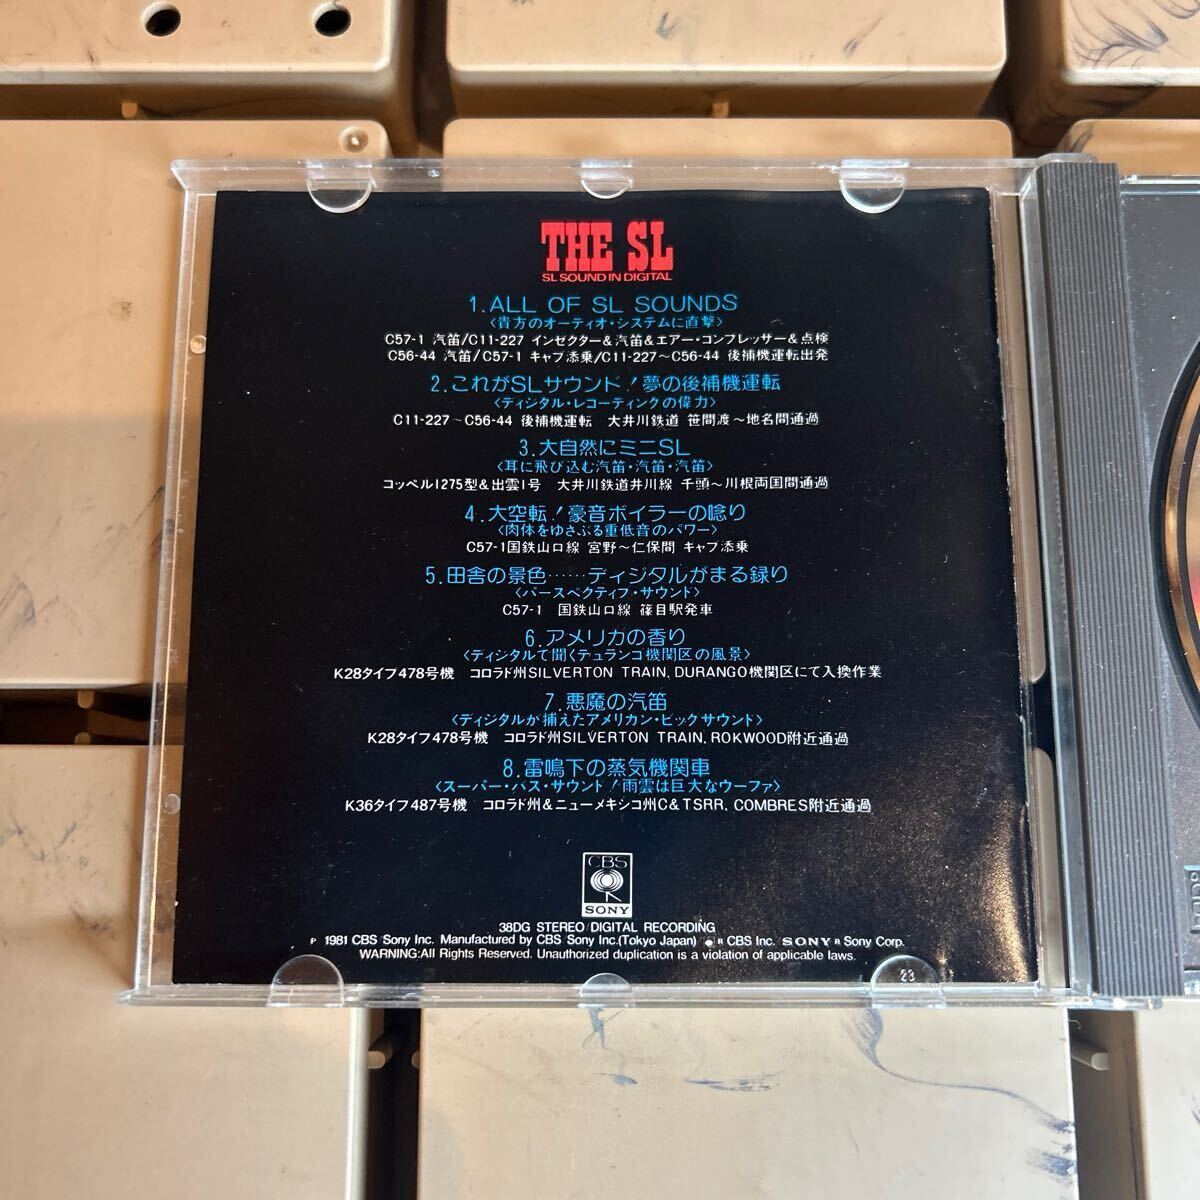 THE SL
SL SOUND IN DIGITAL
1.ALL OF SL SOUNDS
〈貴方のオーディオ・システムに直撃〉
C57-1 汽笛/C11-227 インゼクター&汽笛&エアー・コンプレッサー&点検
C56-44 汽笛/C57-1 キャブ添乗/C11-227〜C56-44 後補機運転出発
2.これがSLサウンド!夢の後補機運転
〈ディジタル・レコーディングの偉力〉
C11-227〜C56-44 後補機運転 大井川鉄道 笹間渡〜地名間通過
3.大自然にミニSL
〈耳に飛び込む汽笛・汽笛・汽笛〉
コッペル1275型&出雲1号 大井川鉄道井川線 千頭〜川根両国間通過
4.大空転!豪音ボイラーの唸り
〈肉体をゆさぶる重低音のパワー〉
C57-1国鉄山口線 宮野〜仁保間 キャブ添乗
5.田舎の景色……ディジタルがまる録り
〈パースペクティブ・サウンド〉
C57-1 国鉄山口線 篠目駅発車
6.アメリカの香り
〈ディジタルで聞くデュランゴ機関区の風景〉
K28タイプ478号機 コロラド州SILVERTON TRAIN,DURANGO機関区にて入換作業
7.悪魔の汽笛
〈ディジタルが捕えたアメリカン・ビックサウンド〉
K28タイプ478号機 コロラド州SILVERTON TRAIN,ROKWOOD附近通過
8.雷鳴下の蒸気機関車
〈スーパー・バス・サウンド!雨雲は巨大なウーファ〉
K36タイプ487号機 コロラド州&ニューメキシコ州C&TSRR, COMBRES附近通過
CBS
SONY
38DG STEREO/DIGITAL RECORDING
℗ 1981 CBS/Sony Inc. Manufactured by CBS/Sony Inc.(Tokyo Japan) ® CBS Inc. SONY ® Sony Corp.
WARNING:All Rights Reserved. Unauthorized duplication is a violation of applicable laws.
23